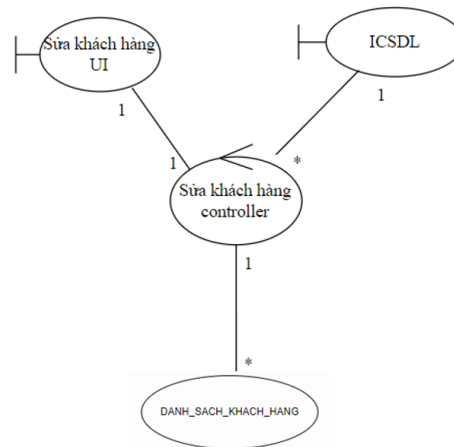 Sửa khách hàng
UI
ICSDL
1
1
1
*
Sửa khách hàng
controller
1
*
DANH_SACH_KHACH_HANG